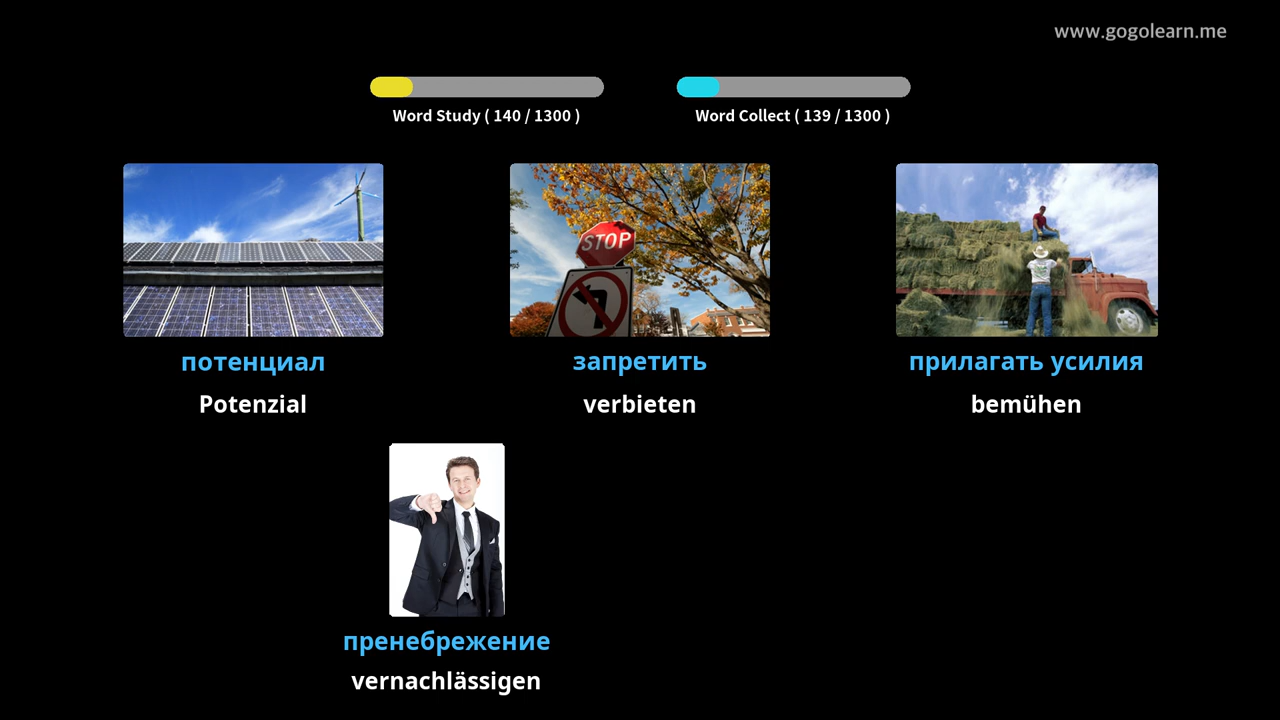 www.gogolearn.me
Word Study ( 140 / 1300 )
Word Collect ( 139 / 1300 )
STOP
потенциал
запретить
прилагать усилия
Potenzial
verbieten
bemühen
пренебрежение
vernachlässigen